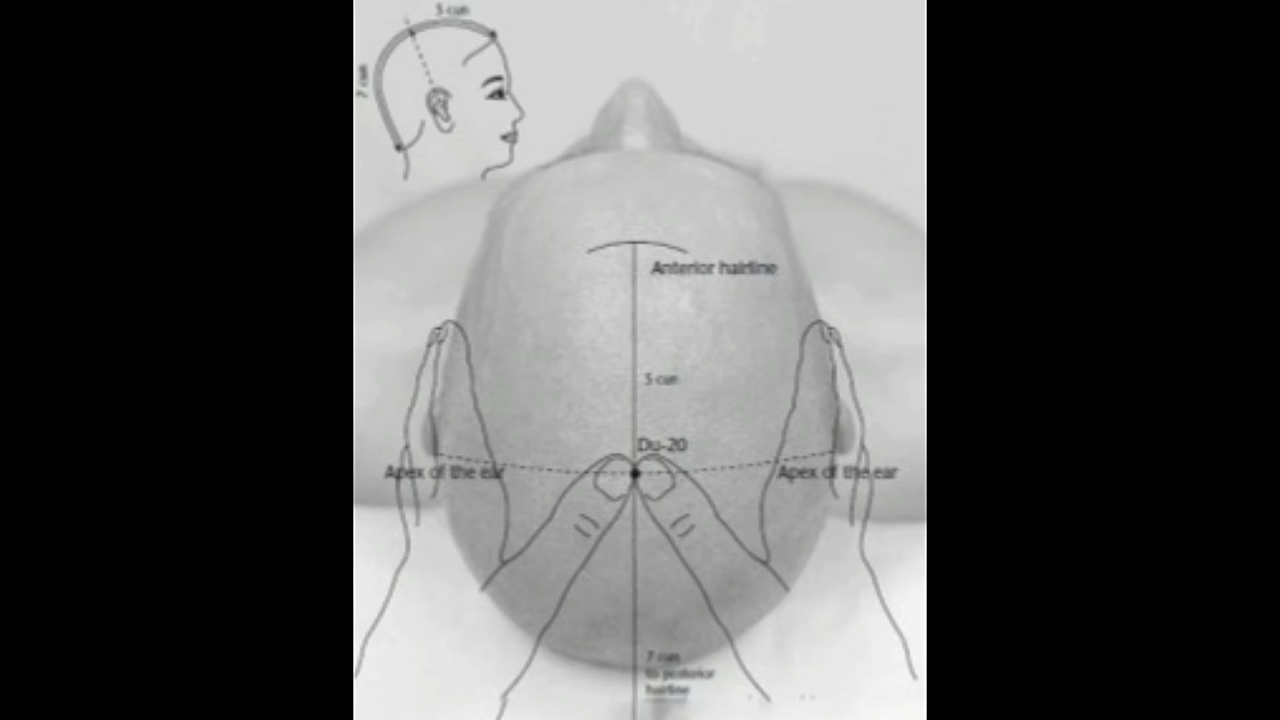 5 cun
7 cun
Anterior hairline
5 cun
Du-20
Apex of the ear
Apex of the ear
7 cun
to posterior
hairline